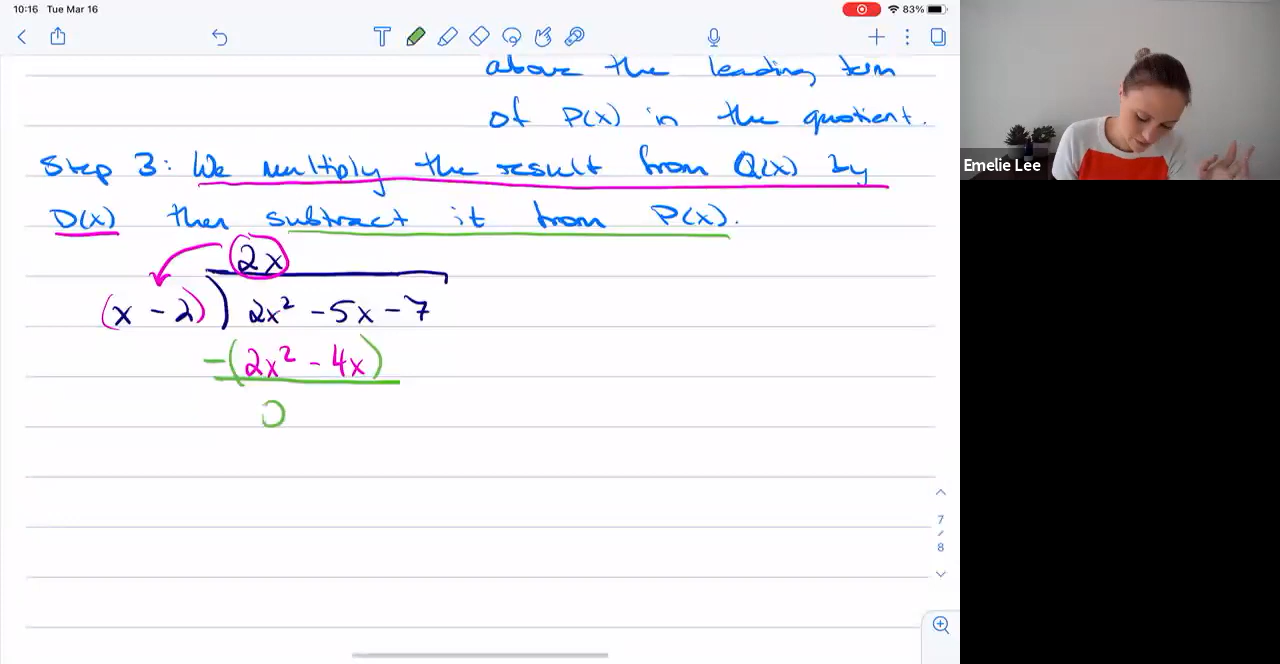 10:16 Tue Mar 16
83%
above the leading term
of P(x) in the quotient.
Step 3: We multiply the result from Q(x) by
D(x) then subtract it from P(x).
2x
(x - 2) ) 2x² - 5x - 7
-(2x² - 4x)
0
Emelie Lee
7
/
8